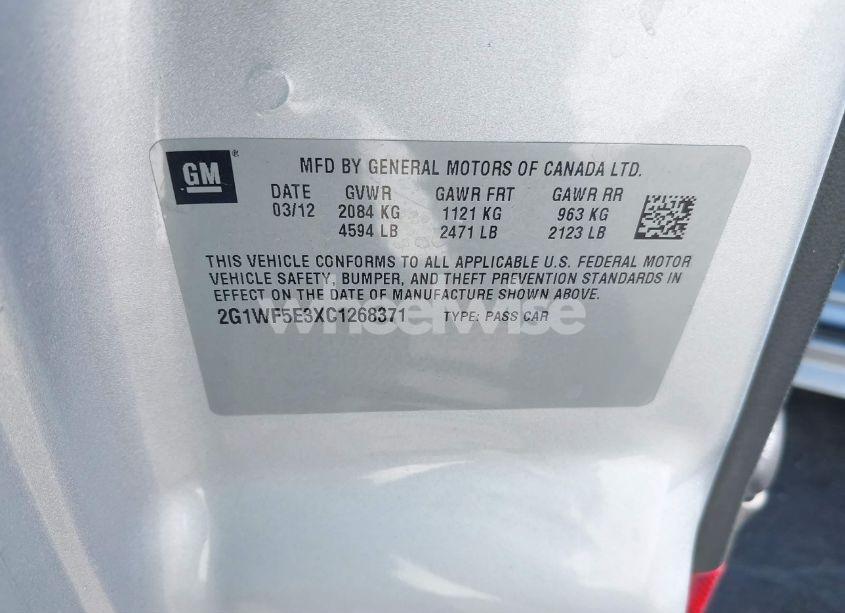 GM® MFD BY GENERAL MOTORS OF CANADA LTD.
DATE GVWR GAWR FRT GAWR RR
03/12 2084 KG 1121 KG 963 KG
4594 LB 2471 LB 2123 LB
THIS VEHICLE CONFORMS TO ALL APPLICABLE U.S. FEDERAL MOTOR
VEHICLE SAFETY, BUMPER, AND THEFT PREVENTION STANDARDS IN
EFFECT ON THE DATE OF MANUFACTURE SHOWN ABOVE.
2G1WF5E3XC1268371 TYPE: PASS CAR
wheelwise